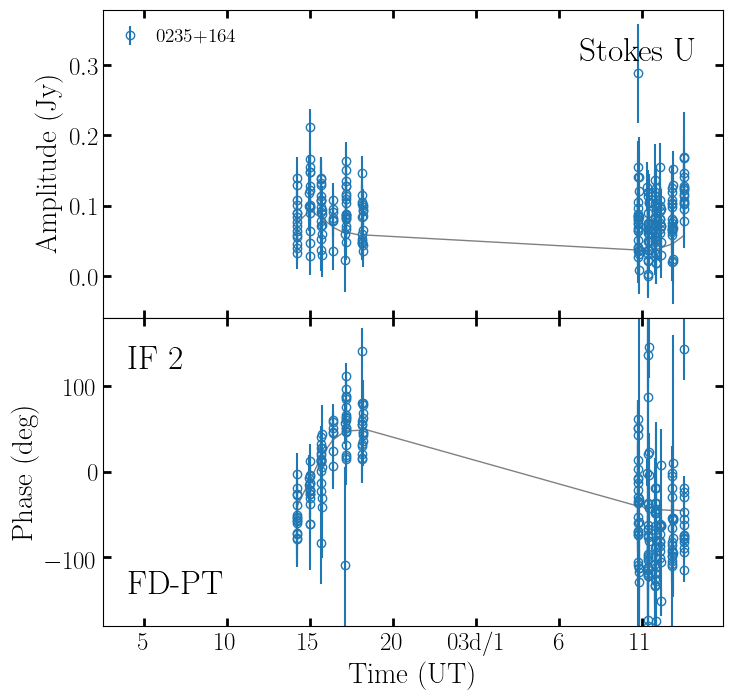 0235+164
Stokes U
Amplitude (Jy)
0.3
0.2
0.1
0.0
IF 2
Phase (deg)
100
0
−100
FD-PT
5 10 15 20 03d/1 6 11
Time (UT)